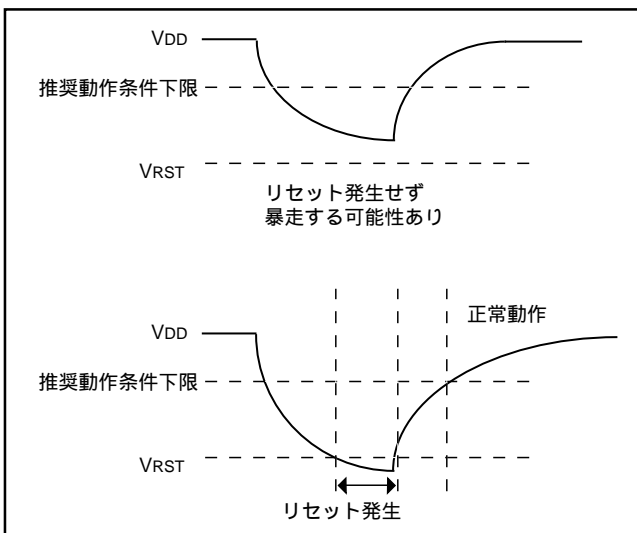 VDD
推奨動作条件下限
VRST
リセット発生せず
暴走する可能性あり
正常動作
VDD
推奨動作条件下限
VRST
リセット発生